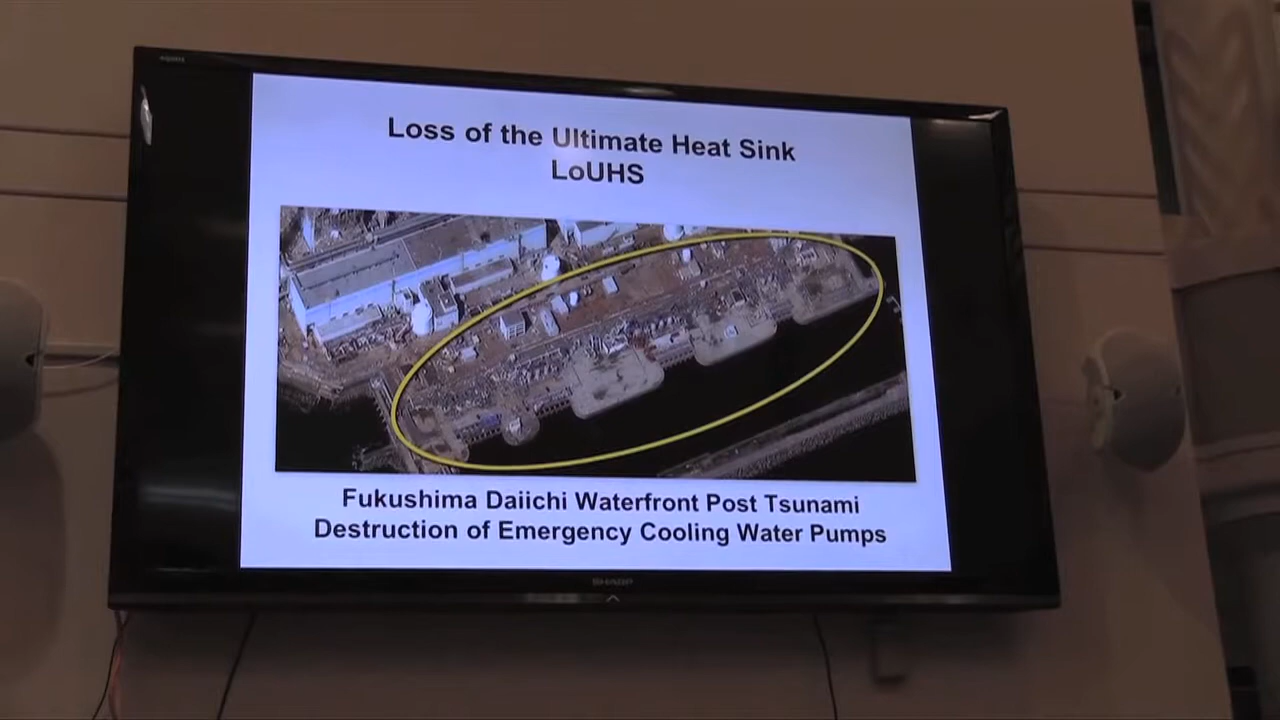 Loss of the Ultimate Heat Sink
LoUHS
Fukushima Daiichi Waterfront Post Tsunami
Destruction of Emergency Cooling Water Pumps
SHARP